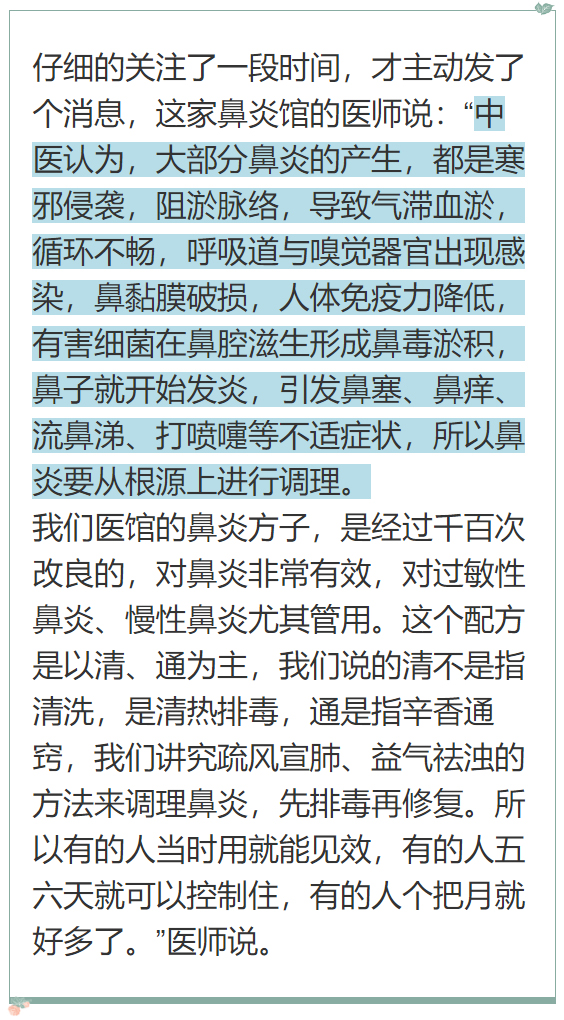 仔细的关注了一段时间，才主动发了
个消息，这家鼻炎馆的医师说：“中
医认为，大部分鼻炎的产生，都是寒
邪侵袭，阻淤脉络，导致气滞血淤，
循环不畅，呼吸道与嗅觉器官出现感
染，鼻黏膜破损，人体免疫力降低，
有害细菌在鼻腔滋生形成鼻毒淤积，
鼻子就开始发炎，引发鼻塞、鼻痒、
流鼻涕、打喷嚏等不适症状，所以鼻
炎要从根源上进行调理。
我们医馆的鼻炎方子，是经过千百次
改良的，对鼻炎非常有效，对过敏性
鼻炎、慢性鼻炎尤其管用。这个配方
是以清、通为主，我们说的清不是指
清洗，是清热排毒，通是指辛香通
窍，我们讲究疏风宣肺、益气祛浊的
方法来调理鼻炎，先排毒再修复。所
以有的人当时用就能见效，有的人五
六天就可以控制住，有的人个把月就
好多了。”医师说。